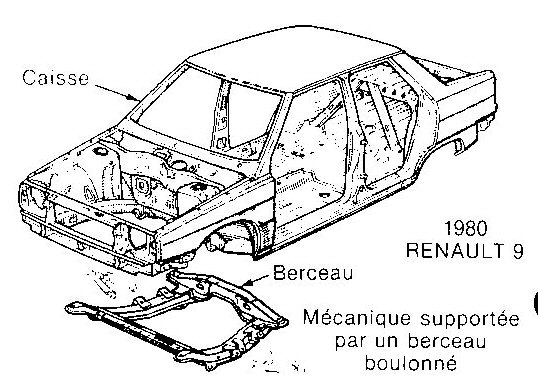 Caisse
1980
RENAULT 9
Berceau
Mécanique supportée
par un berceau
boulonné